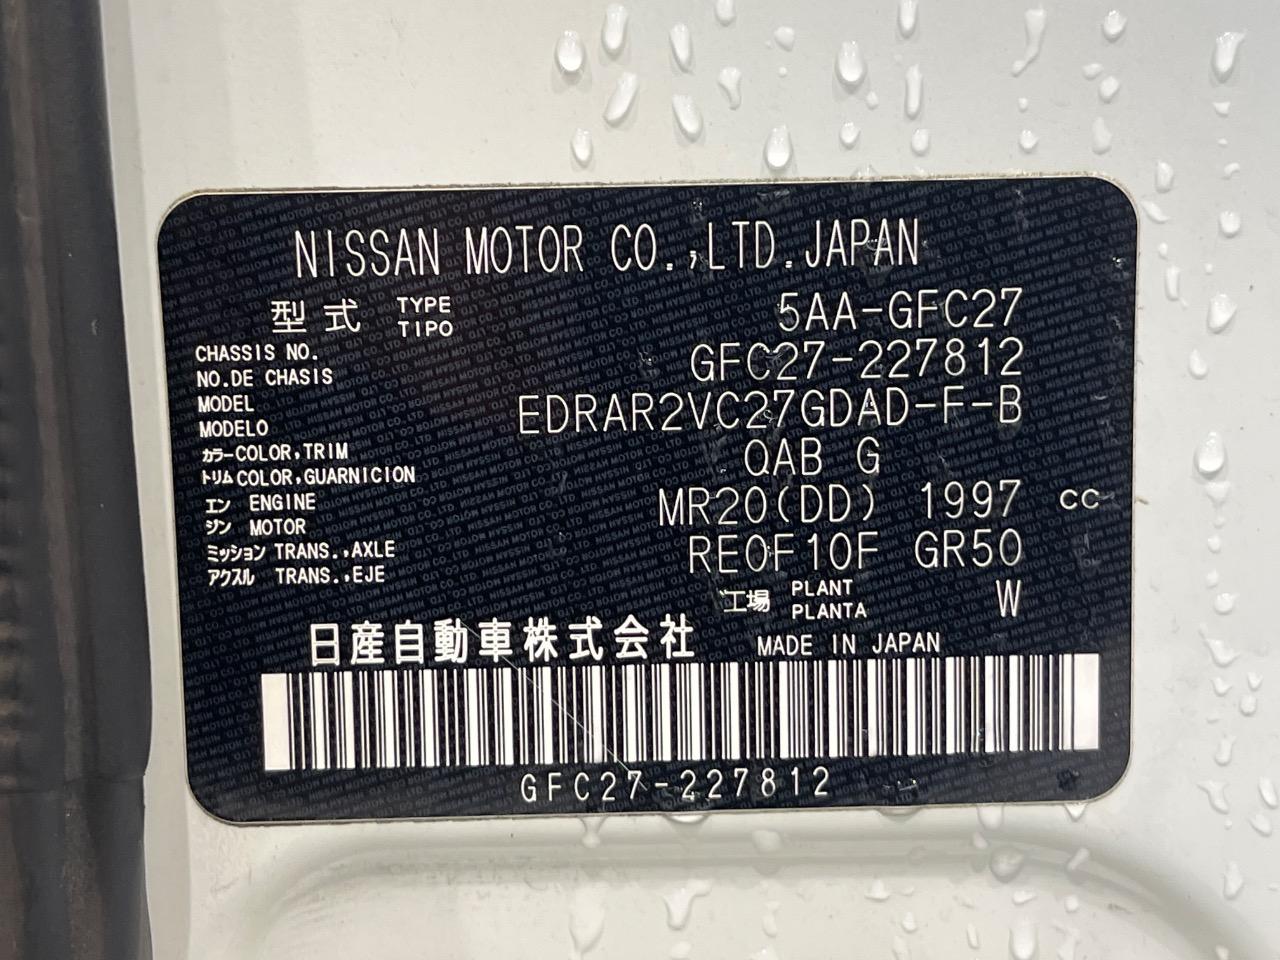 NISSAN MOTOR CO.,LTD.JAPAN
型式 TYPE TIPO 5AA-GFC27
CHASSIS NO.
NO.DE CHASIS GFC27-227812
MODEL
MODELO EDRAR2VC27GDAD-F-B
カラーCOLOR,TRIM
トリムCOLOR,GUARNICION QAB G
エン ENGINE
ジン MOTOR MR20(DD) 1997 cc
ミッション TRANS.,AXLE
アクスル TRANS.,EJE RE0F10F GR50
工場 PLANT PLANTA W
日産自動車株式会社 MADE IN JAPAN
GFC27-227812